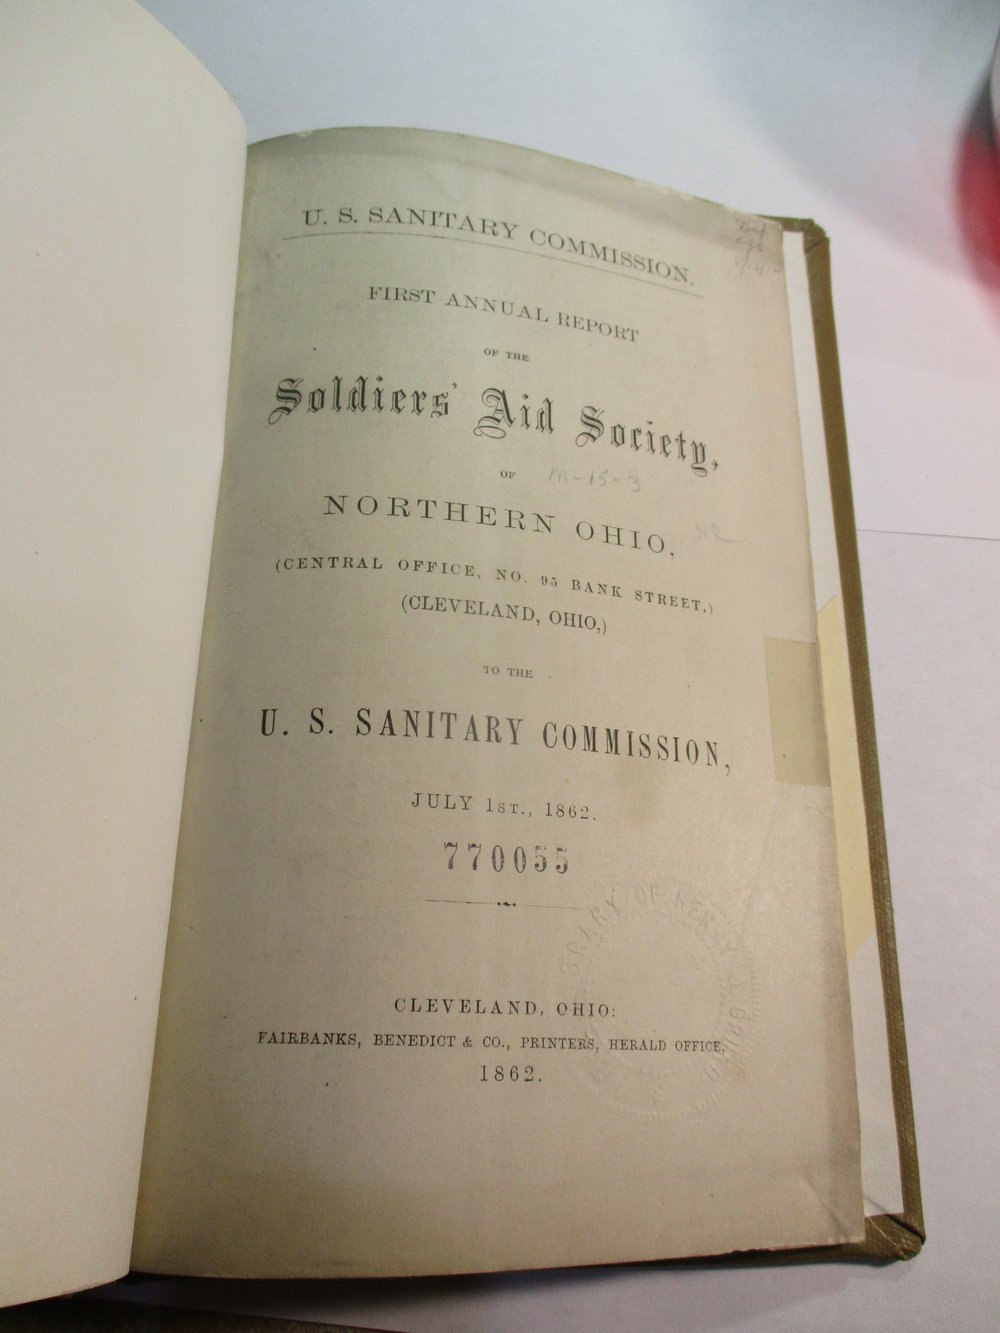 U. S. SANITARY COMMISSION.
FIRST ANNUAL REPORT
OF THE
Soldiers' Aid Society,
OF
M-15-3
NORTHERN OHIO,
(CENTRAL OFFICE, NO. 95 BANK STREET,)
(CLEVELAND, OHIO,)
TO THE
U. S. SANITARY COMMISSION,
JULY 1ST., 1862.
770055
CLEVELAND, OHIO:
FAIRBANKS, BENEDICT & CO., PRINTERS, HERALD OFFICE.
1862.